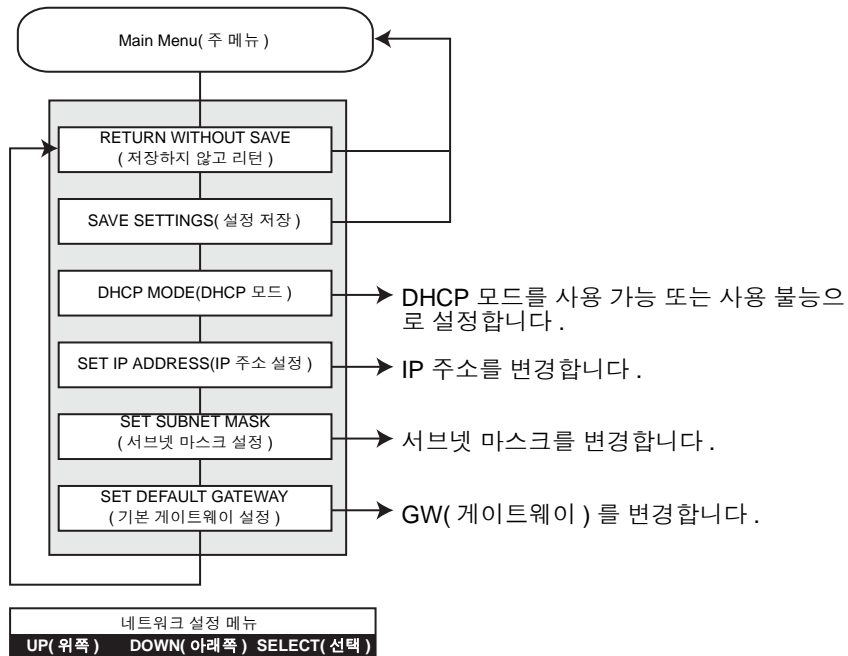 Main Menu( 주 메뉴 )
RETURN WITHOUT SAVE
( 저장하지 않고 리턴 )
SAVE SETTINGS( 설정 저장 )
DHCP MODE(DHCP 모드 )
DHCP 모드를 사용 가능 또는 사용 불능으
로 설정합니다 .
SET IP ADDRESS(IP 주소 설정 )
IP 주소를 변경합니다 .
SET SUBNET MASK
( 서브넷 마스크 설정 )
서브넷 마스크를 변경합니다 .
SET DEFAULT GATEWAY
( 기본 게이트웨이 설정 )
GW( 게이트웨이 ) 를 변경합니다 .
네트워크 설정 메뉴
UP( 위쪽 ) DOWN( 아래쪽 ) SELECT( 선택 )